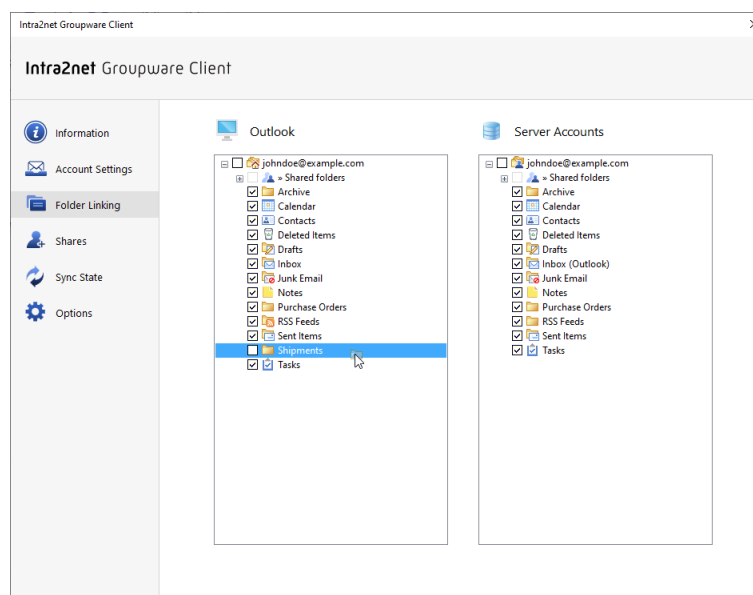 Intra2net Groupware Client
Intra2net Groupware Client
Information
Account Settings
Folder Linking
Shares
Sync State
Options
Outlook
johndoe@example.com
» Shared folders
Archive
Calendar
Contacts
Deleted Items
Drafts
Inbox
Junk Email
Notes
Purchase Orders
RSS Feeds
Sent Items
Shipments
Tasks
Server Accounts
johndoe@example.com
» Shared folders
Archive
Calendar
Contacts
Deleted Items
Drafts
Inbox (Outlook)
Junk Email
Notes
Purchase Orders
RSS Feeds
Sent Items
Tasks